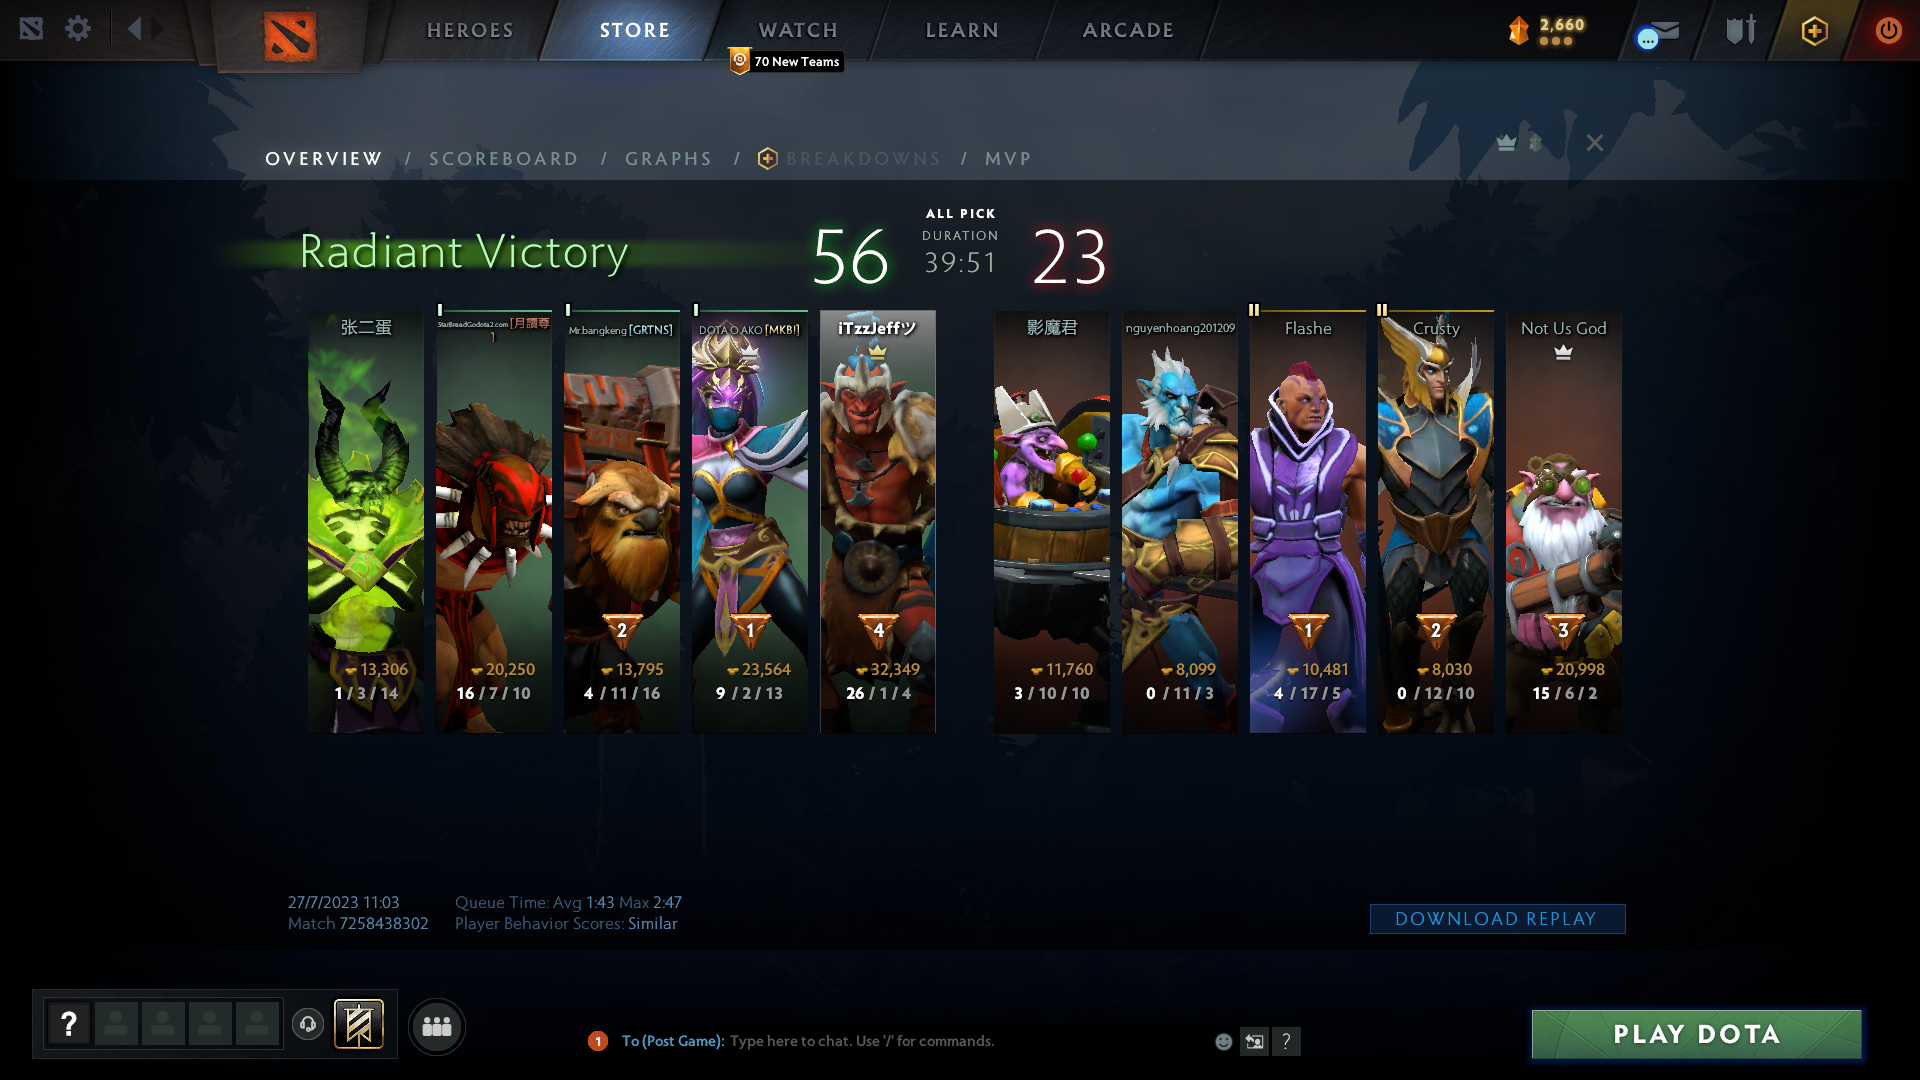 HEROES STORE WATCH LEARN ARCADE 2,660
70 New Teams
OVERVIEW / SCOREBOARD / GRAPHS / BREAKDOWNS / MVP
Radiant Victory 56 ALL PICK 23
DURATION
39:51
张二蛋 StarBreadGodota2.com [月讀尊 Mr.bangkeng [GRTNS] DOTA O AKO [MKB!] iTzzJeffツ 影魔君 nguyenhoang201209 Flashe Crusty Not Us God
1
2 1 4 1 2 3
13,306 20,250 13,795 23,564 32,349 11,760 8,099 10,481 8,030 20,998
1 / 3 / 14 16 / 7 / 10 4 / 11 / 16 9 / 2 / 13 26 / 1 / 4 3 / 10 / 10 0 / 11 / 3 4 / 17 / 5 0 / 12 / 10 15 / 6 / 2
27/7/2023 11:03 Queue Time: Avg 1:43 Max 2:47
Match 7258438302 Player Behavior Scores: Similar
DOWNLOAD REPLAY
? 1 To (Post Game): Type here to chat. Use '/' for commands. ?
PLAY DOTA